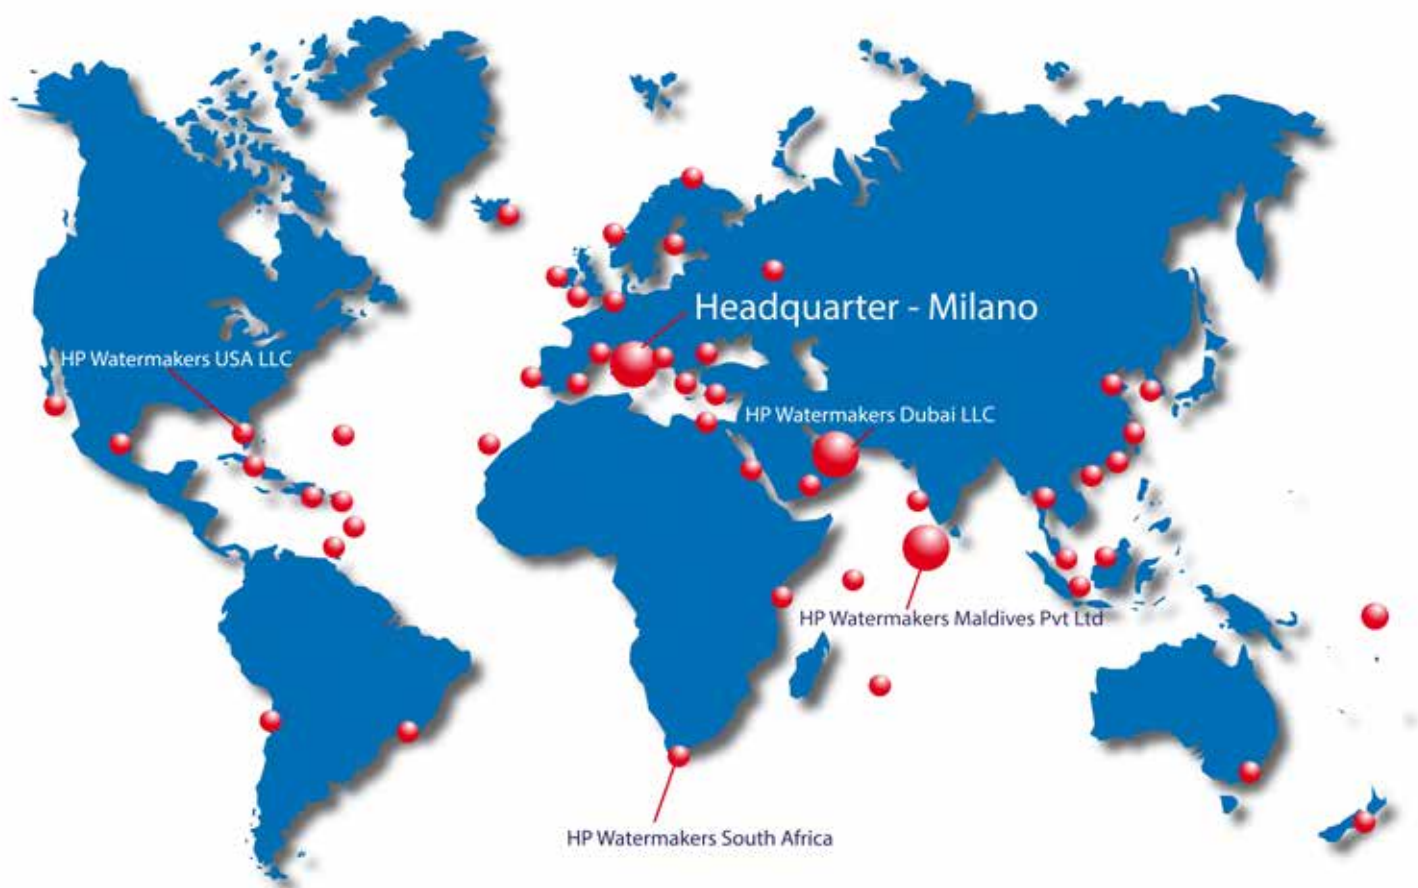 Headquarter - Milano
HP Watermakers USA LLC
HP Watermakers Dubai LLC
HP Watermakers Maldives Pvt Ltd
HP Watermakers South Africa